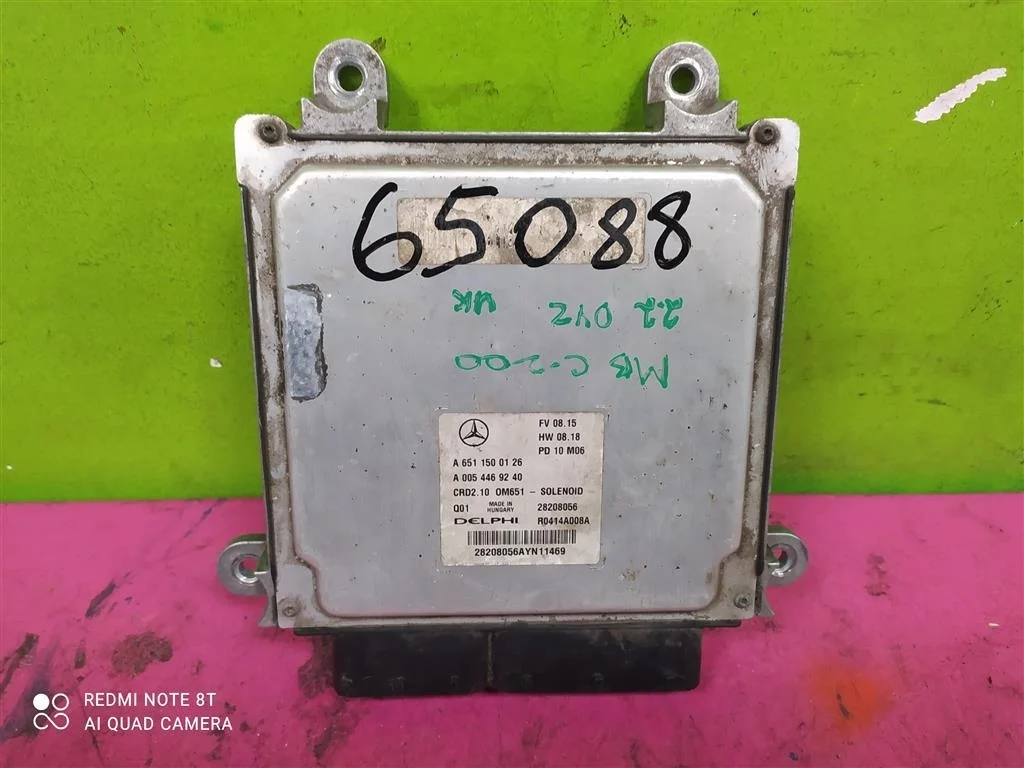 65088
MB C-200
2.2 DYZ UK
FV 08.15
HW 08.18
PD 10 M06
A 651 150 01 26
A 005 446 92 40
CRD2.10 OM651 - SOLENOID
Q01 MADE IN HUNGARY 28208056
DELPHI R0414A008A
28208056AYN11469
REDMI NOTE 8T
AI QUAD CAMERA